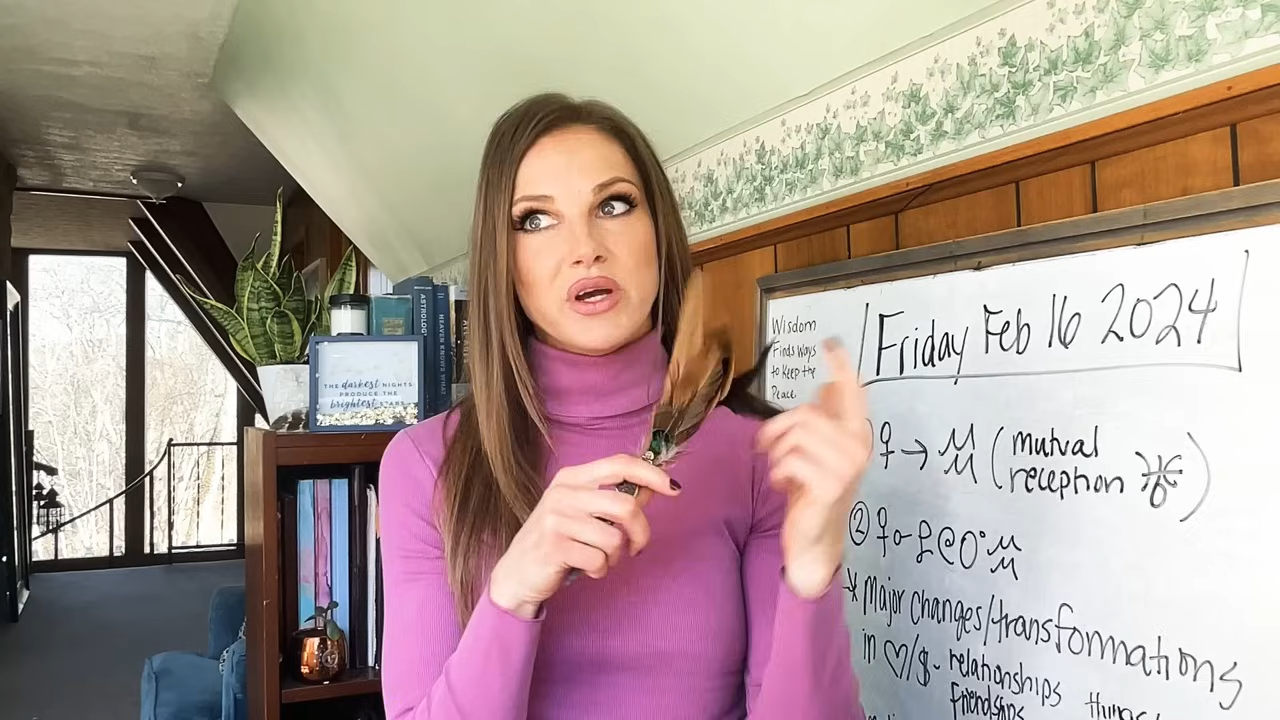 Wisdom
Finds Ways
to Keep the
Peace
Friday Feb 16 2024
♀→♒ (mutual
reception ♅)
② ♀☌♇@0°♒
* Major changes/transformations
in ♡/$- relationships
friendships
ASTROLOGY
HEAVEN KNOWS WHAT
THE darkest NIGHTS
PRODUCE THE
brightest STARS